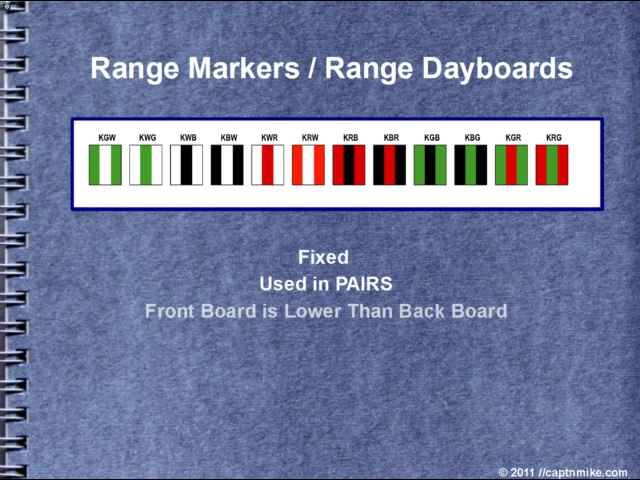 Range Markers / Range Dayboards
KGW KWG KWB KBW KWR KRW KRB KBR KGB KBG KGR KRG
Fixed
Used in PAIRS
Front Board is Lower Than Back Board
© 2011 //captnmike.com